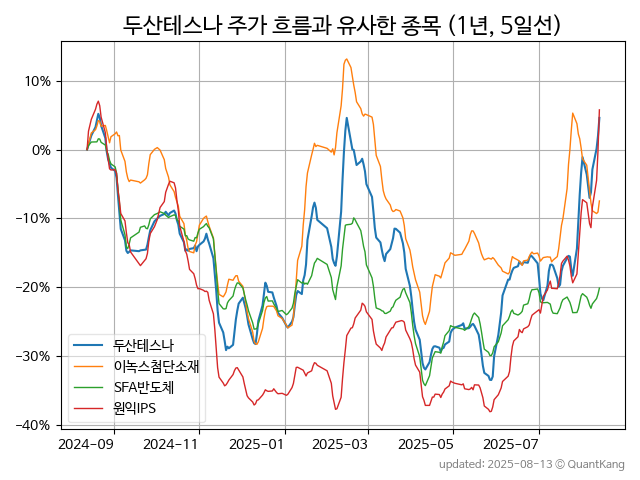 두산테스나 주가 흐름과 유사한 종목 (1년, 5일선)
10%
0%
−10%
−20%
−30%
−40%
두산테스나
이녹스첨단소재
SFA반도체
원익IPS
2024-09 2024-11 2025-01 2025-03 2025-05 2025-07
updated: 2025-08-13 ⓒ QuantKang